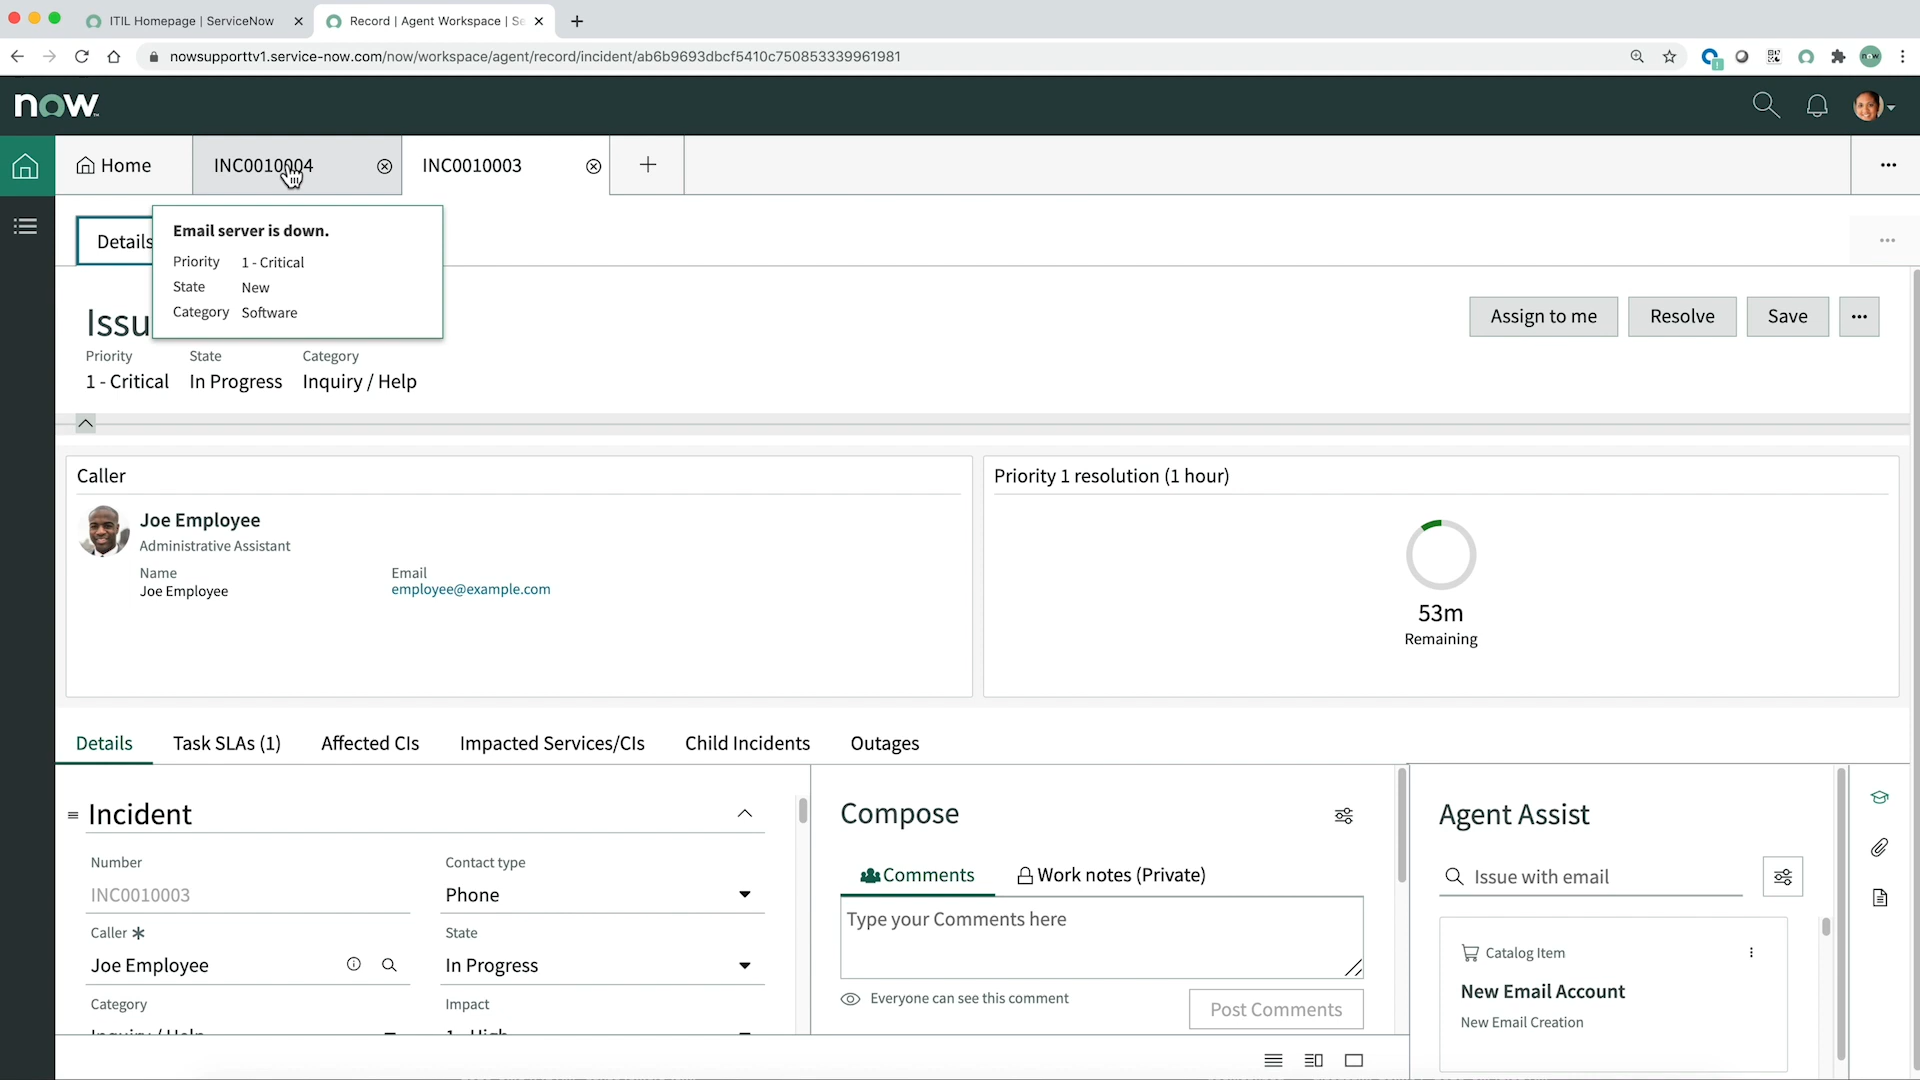 ITIL Homepage | ServiceNow
Record | Agent Workspace | Se
nowsupporttv1.service-now.com/now/workspace/agent/record/incident/ab6b9693dbcf5410c750853339961981
now
Home
INC0010004
INC0010003
Details
Email server is down.
Priority 1 - Critical
State New
Category Software
Issu
Assign to me
Resolve
Save
Priority State Category
1 - Critical In Progress Inquiry / Help
Caller
Joe Employee
Administrative Assistant
Name Email
Joe Employee employee@example.com
Priority 1 resolution (1 hour)
53m
Remaining
Details Task SLAs (1) Affected CIs Impacted Services/CIs Child Incidents Outages
Incident
Number Contact type
INC0010003 Phone
Caller State
Joe Employee In Progress
Category Impact
Inquiry / Help 1 - High
Compose
Comments Work notes (Private)
Type your Comments here
Everyone can see this comment
Post Comments
Agent Assist
Issue with email
Catalog Item
New Email Account
New Email Creation